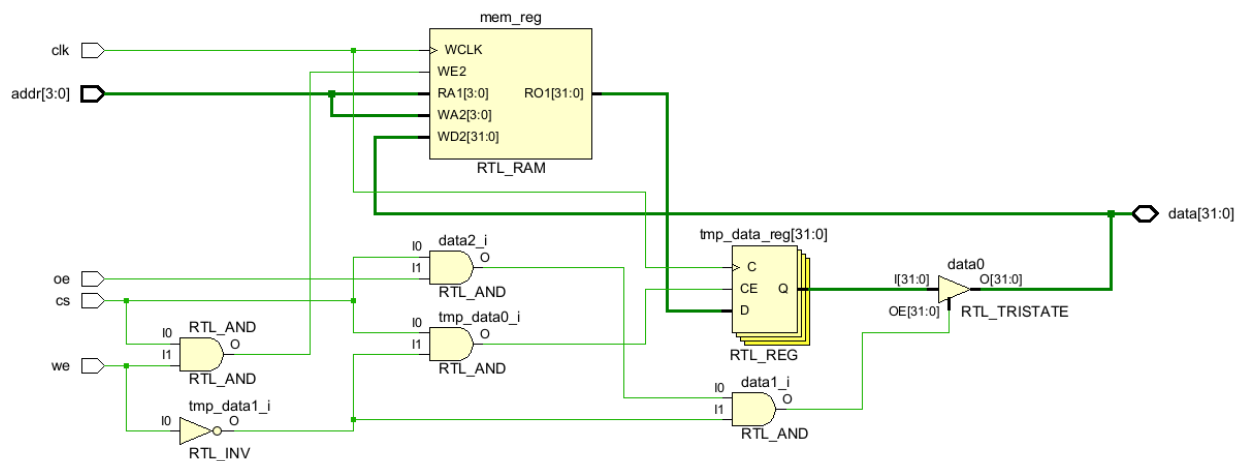 mem_reg
clk
WCLK
WE2
addr[3:0]
RA1[3:0]
RO1[31:0]
WA2[3:0]
WD2[31:0]
RTL_RAM
data[31:0]
data2_i
tmp_data_reg[31:0]
I0
O
I1
oe
RTL_AND
C
CE
Q
D
RTL_REG
data0
I[31:0]
O[31:0]
OE[31:0]
RTL_TRISTATE
cs
RTL_AND
I0
O
I1
RTL_AND
we
tmp_data0_i
I0
O
I1
RTL_AND
tmp_data1_i
I0
O
RTL_INV
data1_i
I0
O
I1
RTL_AND